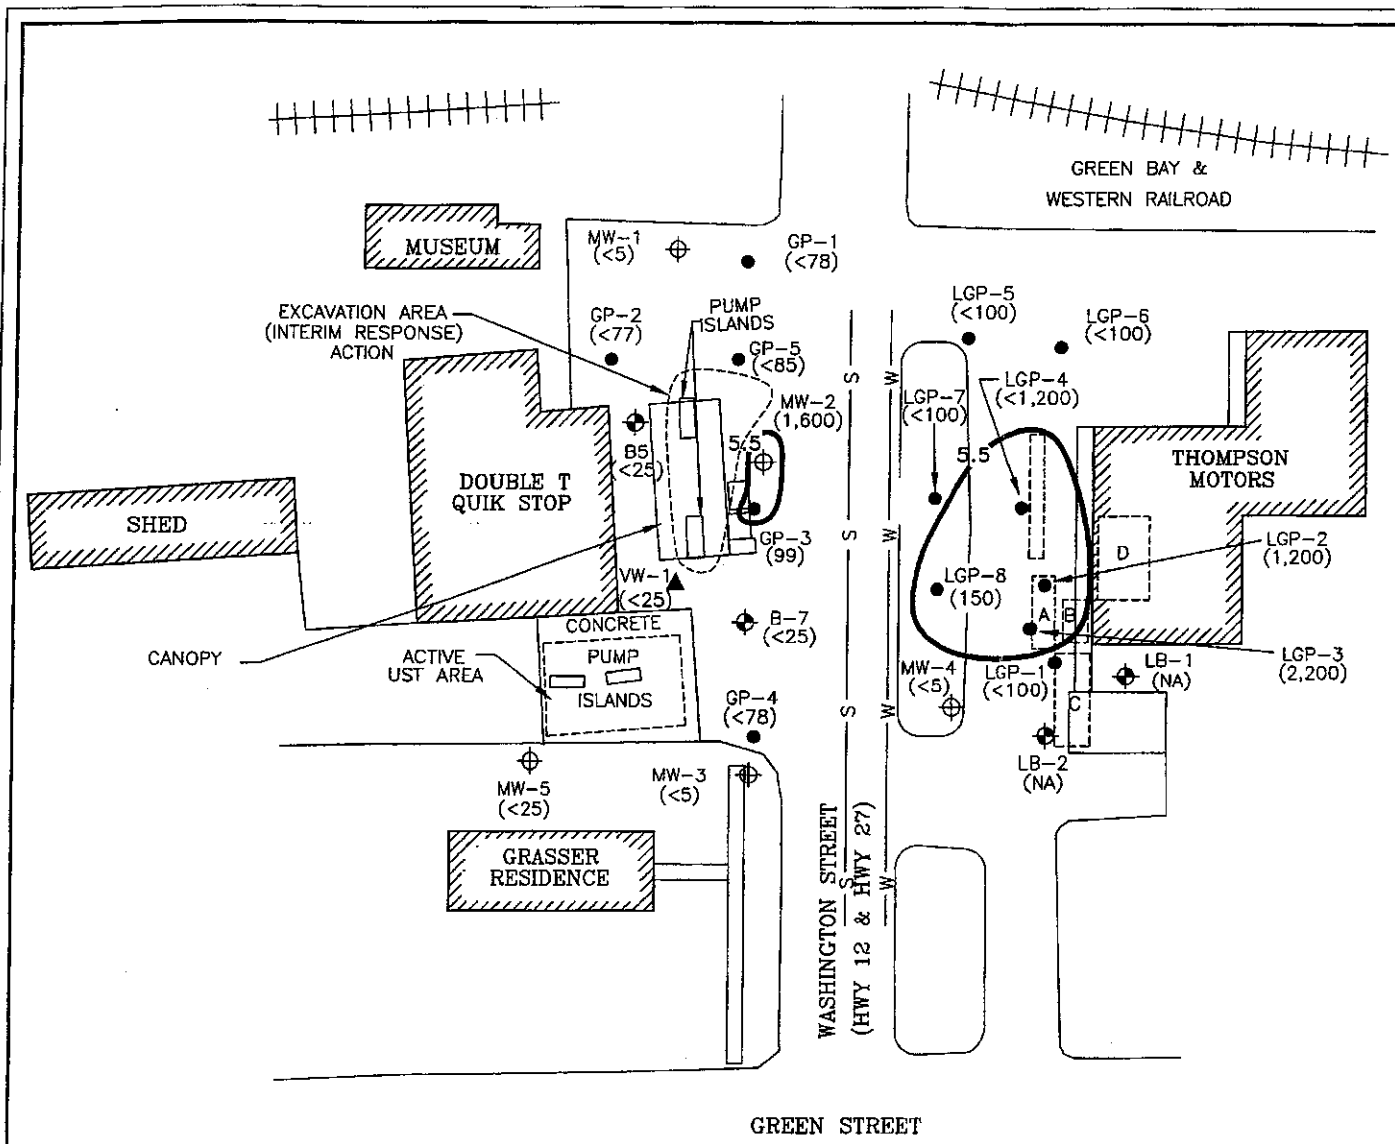 GREEN BAY &
WESTERN RAILROAD
MUSEUM
MW-1
(<5)
GP-1
(<78)
EXCAVATION AREA
(INTERIM RESPONSE)
ACTION
GP-2
(<77)
PUMP
ISLANDS
GP-5
(<85)
LGP-5
(<100)
LGP-6
(<100)
S
W
LGP-4
(<1,200)
LGP-7
(<100)
MW-2
(1,600)
B5
(<25)
5.5
5.5
THOMPSON
MOTORS
DOUBLE T
QUIK STOP
SHED
S
W
GP-3
(99)
D
LGP-2
(1,200)
VW-1
(<25)
LGP-8
(150)
A
B
B-7
(<25)
CONCRETE
PUMP
ISLANDS
CANOPY
ACTIVE
UST AREA
MW-4
(<5)
LGP-1
(<100)
LB-1
(NA)
LGP-3
(2,200)
GP-4
(<78)
S
W
C
LB-2
(NA)
MW-5
(<25)
MW-3
(<5)
GRASSER
RESIDENCE
S
W
WASHINGTON STREET
(HWY 12 & HWY 27)
GREEN STREET